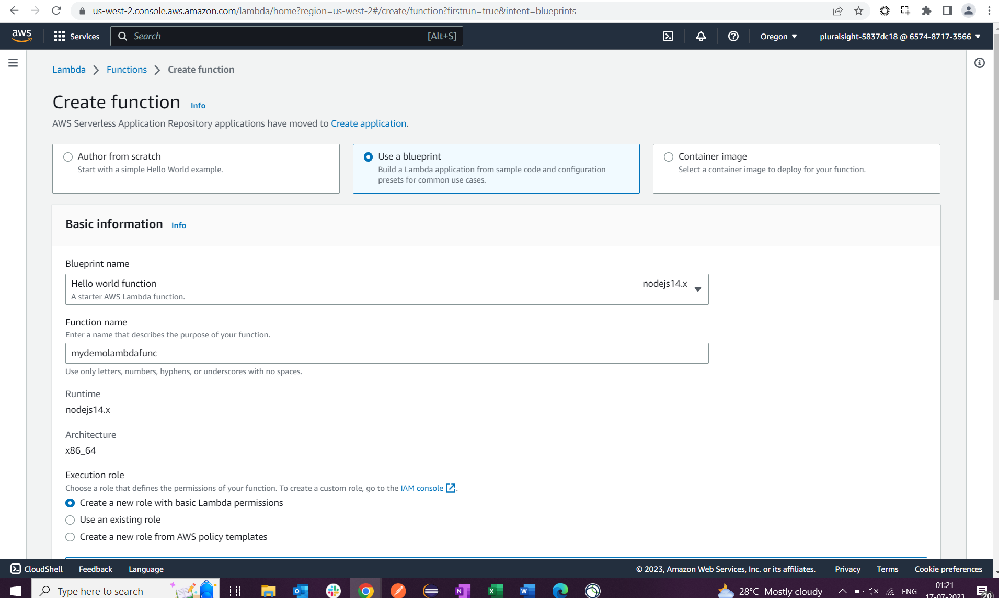 us-west-2.console.aws.amazon.com/lambda/home?region=us-west-2#/create/function?firstrun=true&intent=blueprints
aws
Services
Search
[Alt+S]
Oregon
pluralsight-5837dc18 @ 6574-8717-3566
Lambda
Functions
Create function
Create function
Info
AWS Serverless Application Repository applications have moved to Create application.
Author from scratch
Start with a simple Hello World example.
Use a blueprint
Build a Lambda application from sample code and configuration
presets for common use cases.
Container image
Select a container image to deploy for your function.
Basic information
Info
Blueprint name
Hello world function
nodejs14.x
A starter AWS Lambda function.
Function name
Enter a name that describes the purpose of your function.
mydemolambdafunc
Use only letters, numbers, hyphens, or underscores with no spaces.
Runtime
nodejs14.x
Architecture
x86_64
Execution role
Choose a role that defines the permissions of your function. To create a custom role, go to the IAM console.
Create a new role with basic Lambda permissions
Use an existing role
Create a new role from AWS policy templates
CloudShell
Feedback
Language
© 2023, Amazon Web Services, Inc. or its affiliates.
Privacy
Terms
Cookie preferences
Type here to search
28°C Mostly cloudy
ENG
01:21
17-07-2023
20